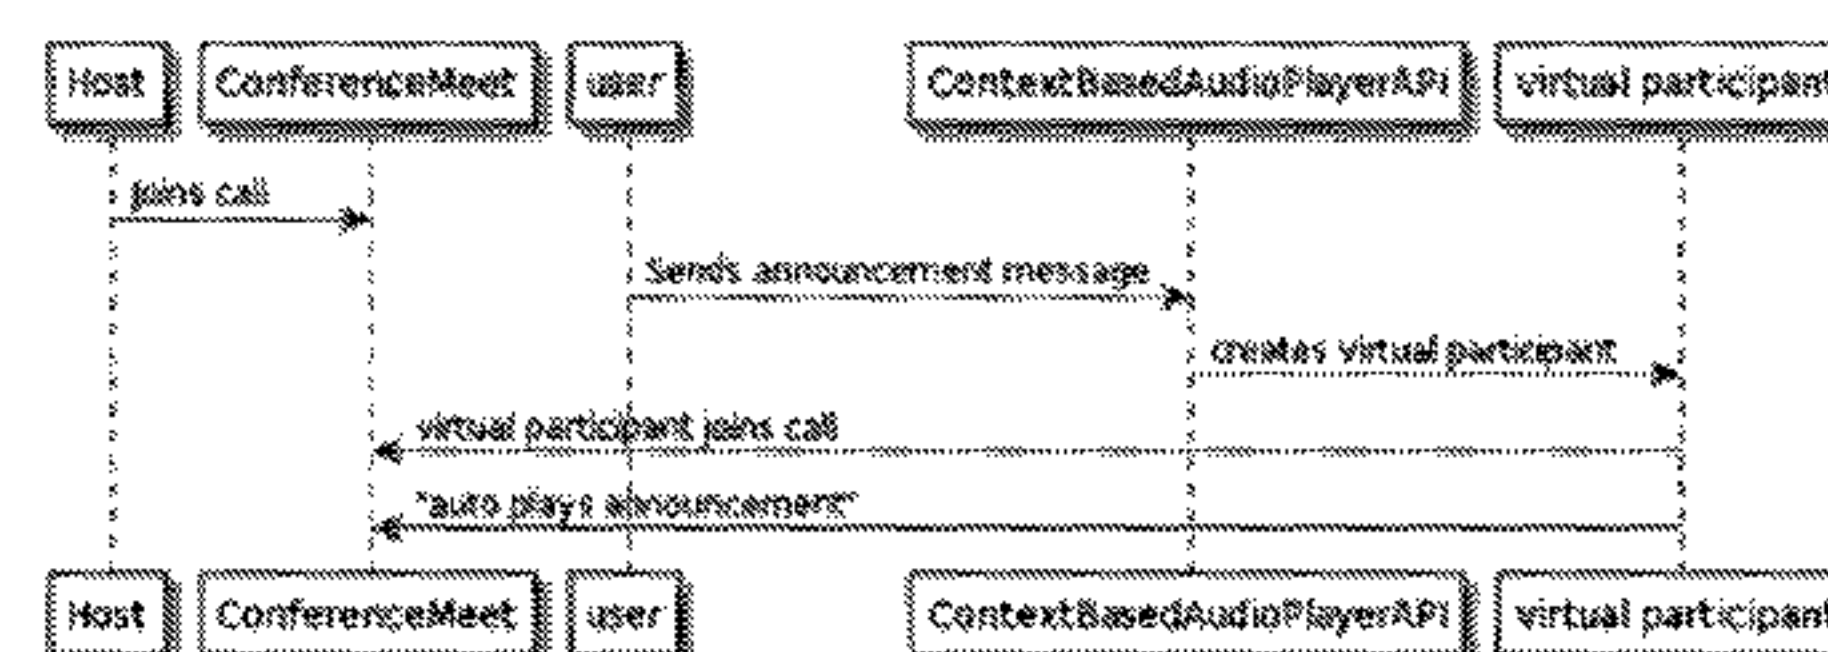 Host ConferenceMeet user ContextBasedAudioPlayerAPI virtual participant
joins call
Sends announcement message
creates virtual participant
virtual participant joins call
"auto plays announcement"
Host ConferenceMeet user ContextBasedAudioPlayerAPI virtual participant